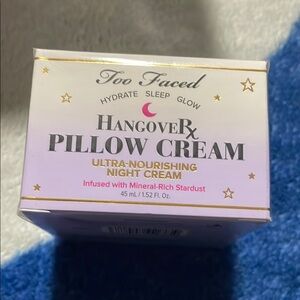 Too Faced
HYDRATE SLEEP GLOW
HANGOVERx
PILLOW CREAM
ULTRA-NOURISHING
NIGHT CREAM
Infused with Mineral-Rich Stardust
45 mL / 1.52 Fl. Oz.